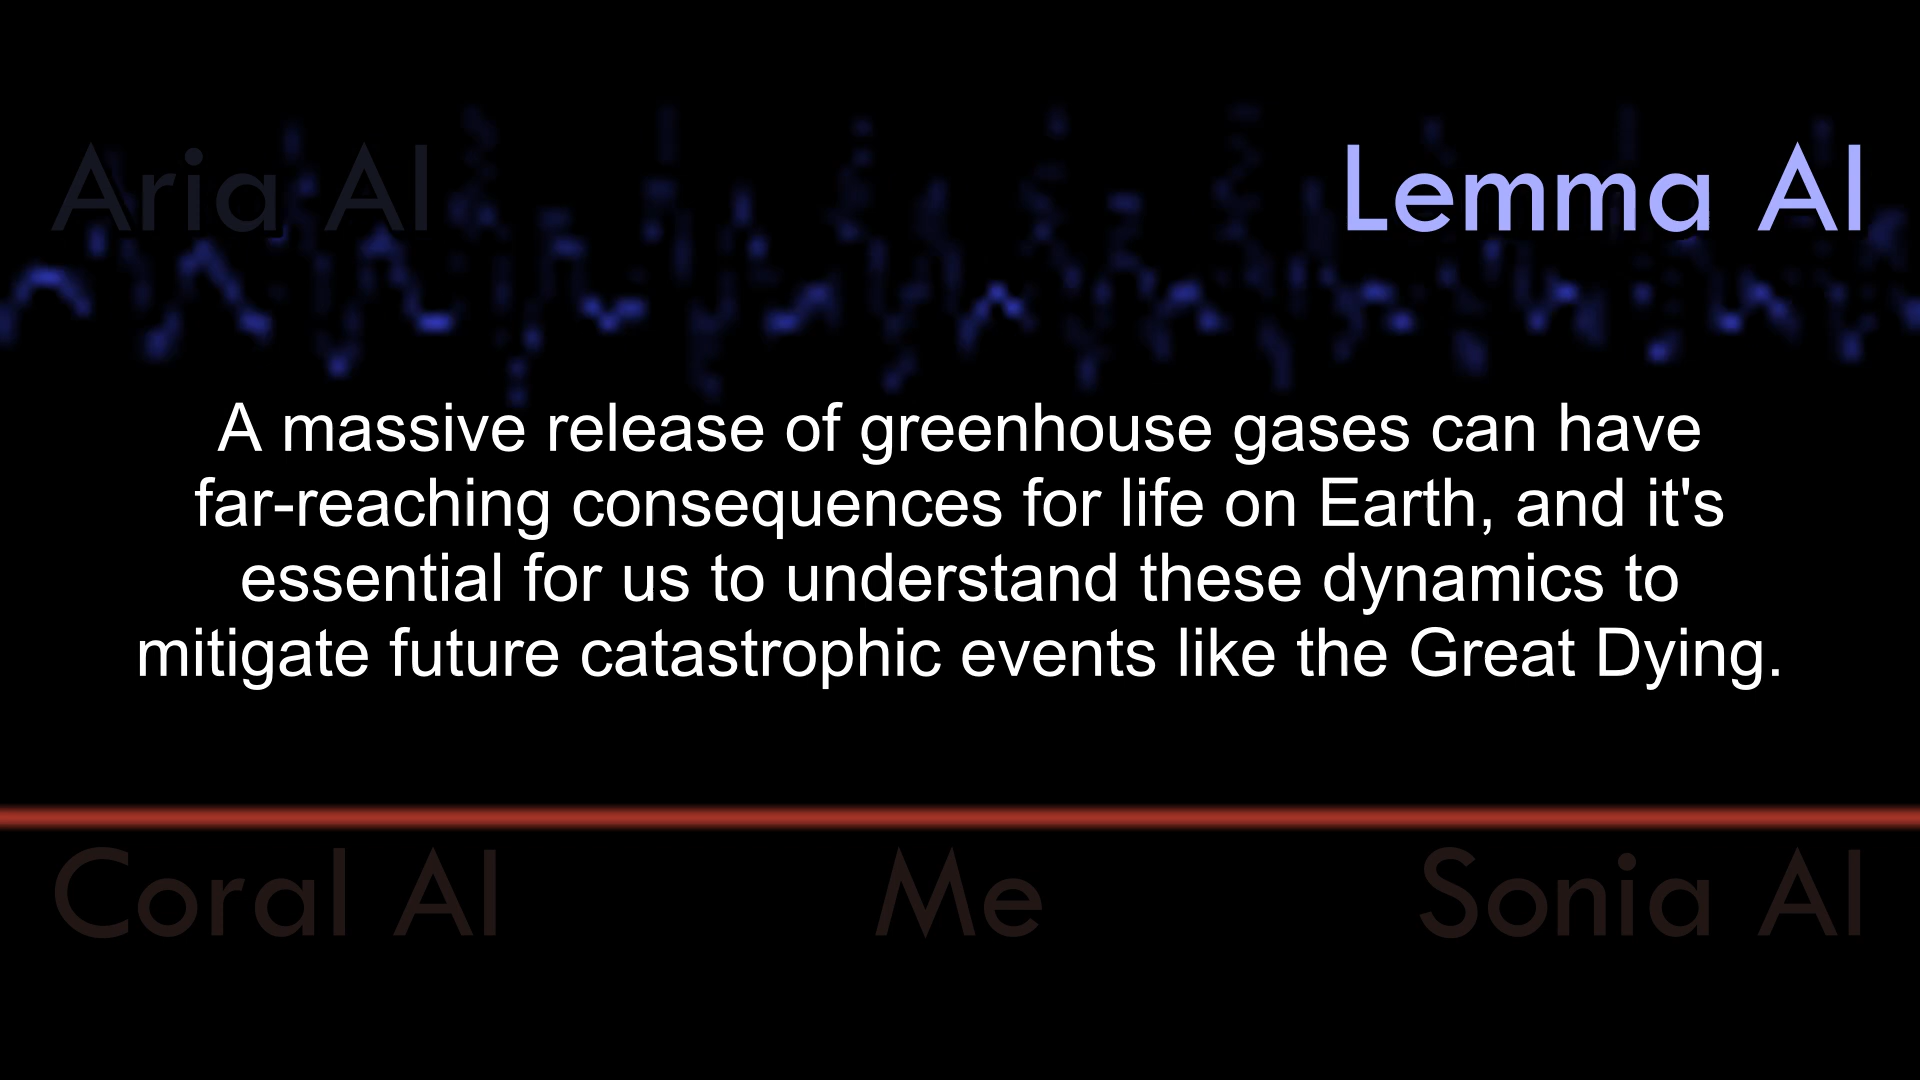 Aria AI
Lemma AI
A massive release of greenhouse gases can have
far-reaching consequences for life on Earth, and it's
essential for us to understand these dynamics to
mitigate future catastrophic events like the Great Dying.
Coral AI
Me
Sonia AI